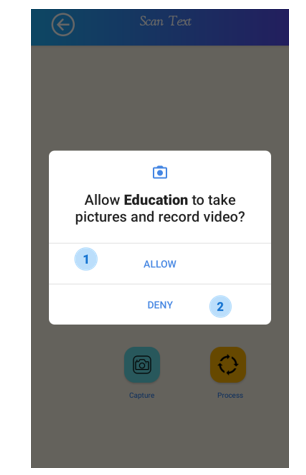 Scan Text
Allow Education to take
pictures and record video?
1
ALLOW
DENY
2
Capture
Process